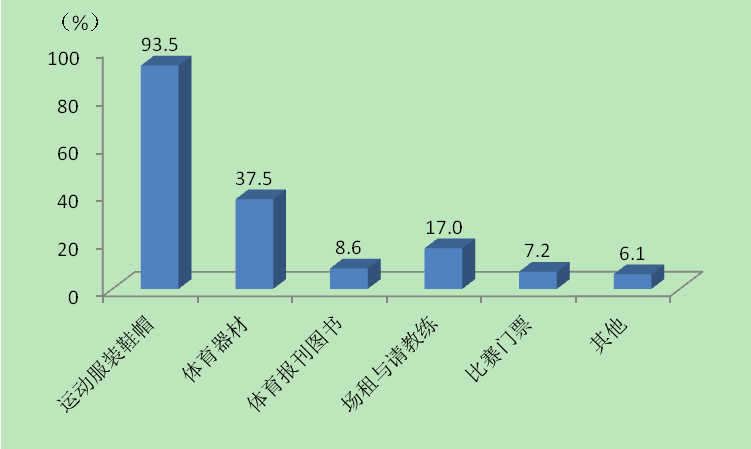 （%）
93.5
100
80
60
37.5
40
17.0
20
8.6
7.2
6.1
0
运动服装鞋帽
体育器材
体育报刊图书
场租与请教练
比赛门票
其他